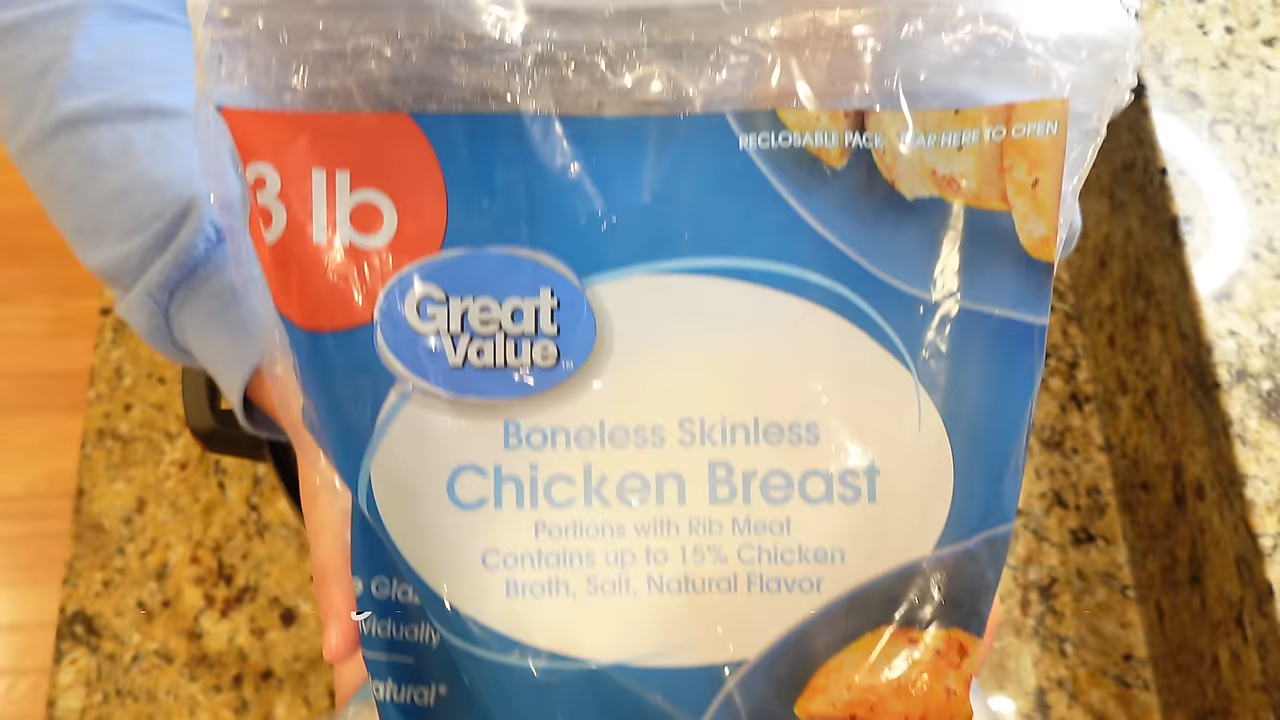 RECLOSABLE PACK TEAR HERE TO OPEN
3 lb
Great
Value
Boneless Skinless
Chicken Breast
Portions with Rib Meat
Contains up to 15% Chicken
Broth, Salt, Natural Flavor